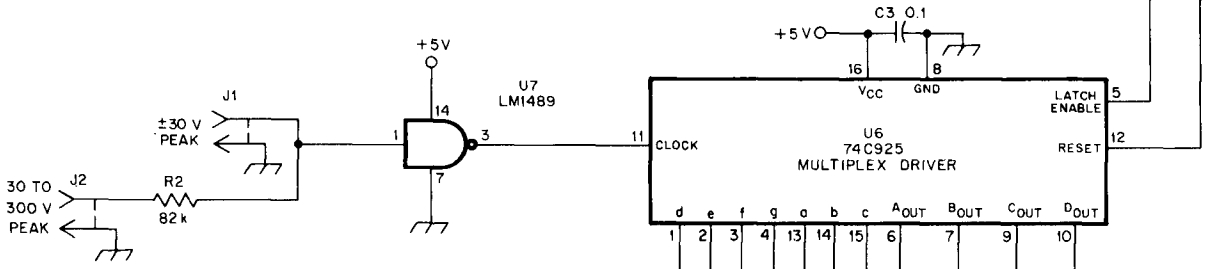 C3 0.1
+5V
+5V
16
8
VCC
GND
U7
LM1489
14
J1
±30 V
PEAK
1
3
7
11
CLOCK
U6
74C925
MULTIPLEX DRIVER
LATCH
ENABLE
5
RESET
12
30 TO
300 V
PEAK
J2
R2
82k
d e f g a b c AOUT BOUT COUT DOUT
1 2 3 4 13 14 15 6 7 9 10